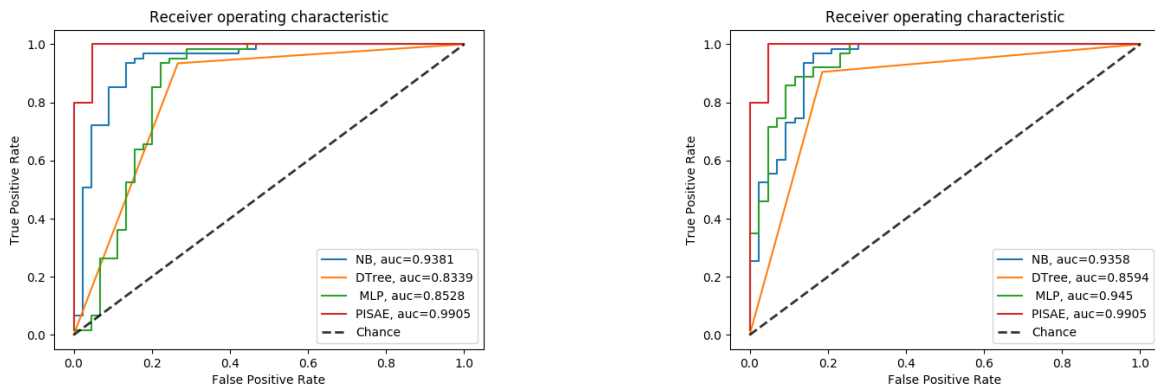 Receiver operating characteristic
1.0
0.8
0.6
0.4
0.2
0.0
True Positive Rate
0.0 0.2 0.4 0.6 0.8 1.0
False Positive Rate
NB, auc=0.9381
DTree, auc=0.8339
MLP, auc=0.8528
PISAE, auc=0.9905
Chance
Receiver operating characteristic
1.0
0.8
0.6
0.4
0.2
0.0
True Positive Rate
0.0 0.2 0.4 0.6 0.8 1.0
False Positive Rate
NB, auc=0.9358
DTree, auc=0.8594
MLP, auc=0.945
PISAE, auc=0.9905
Chance